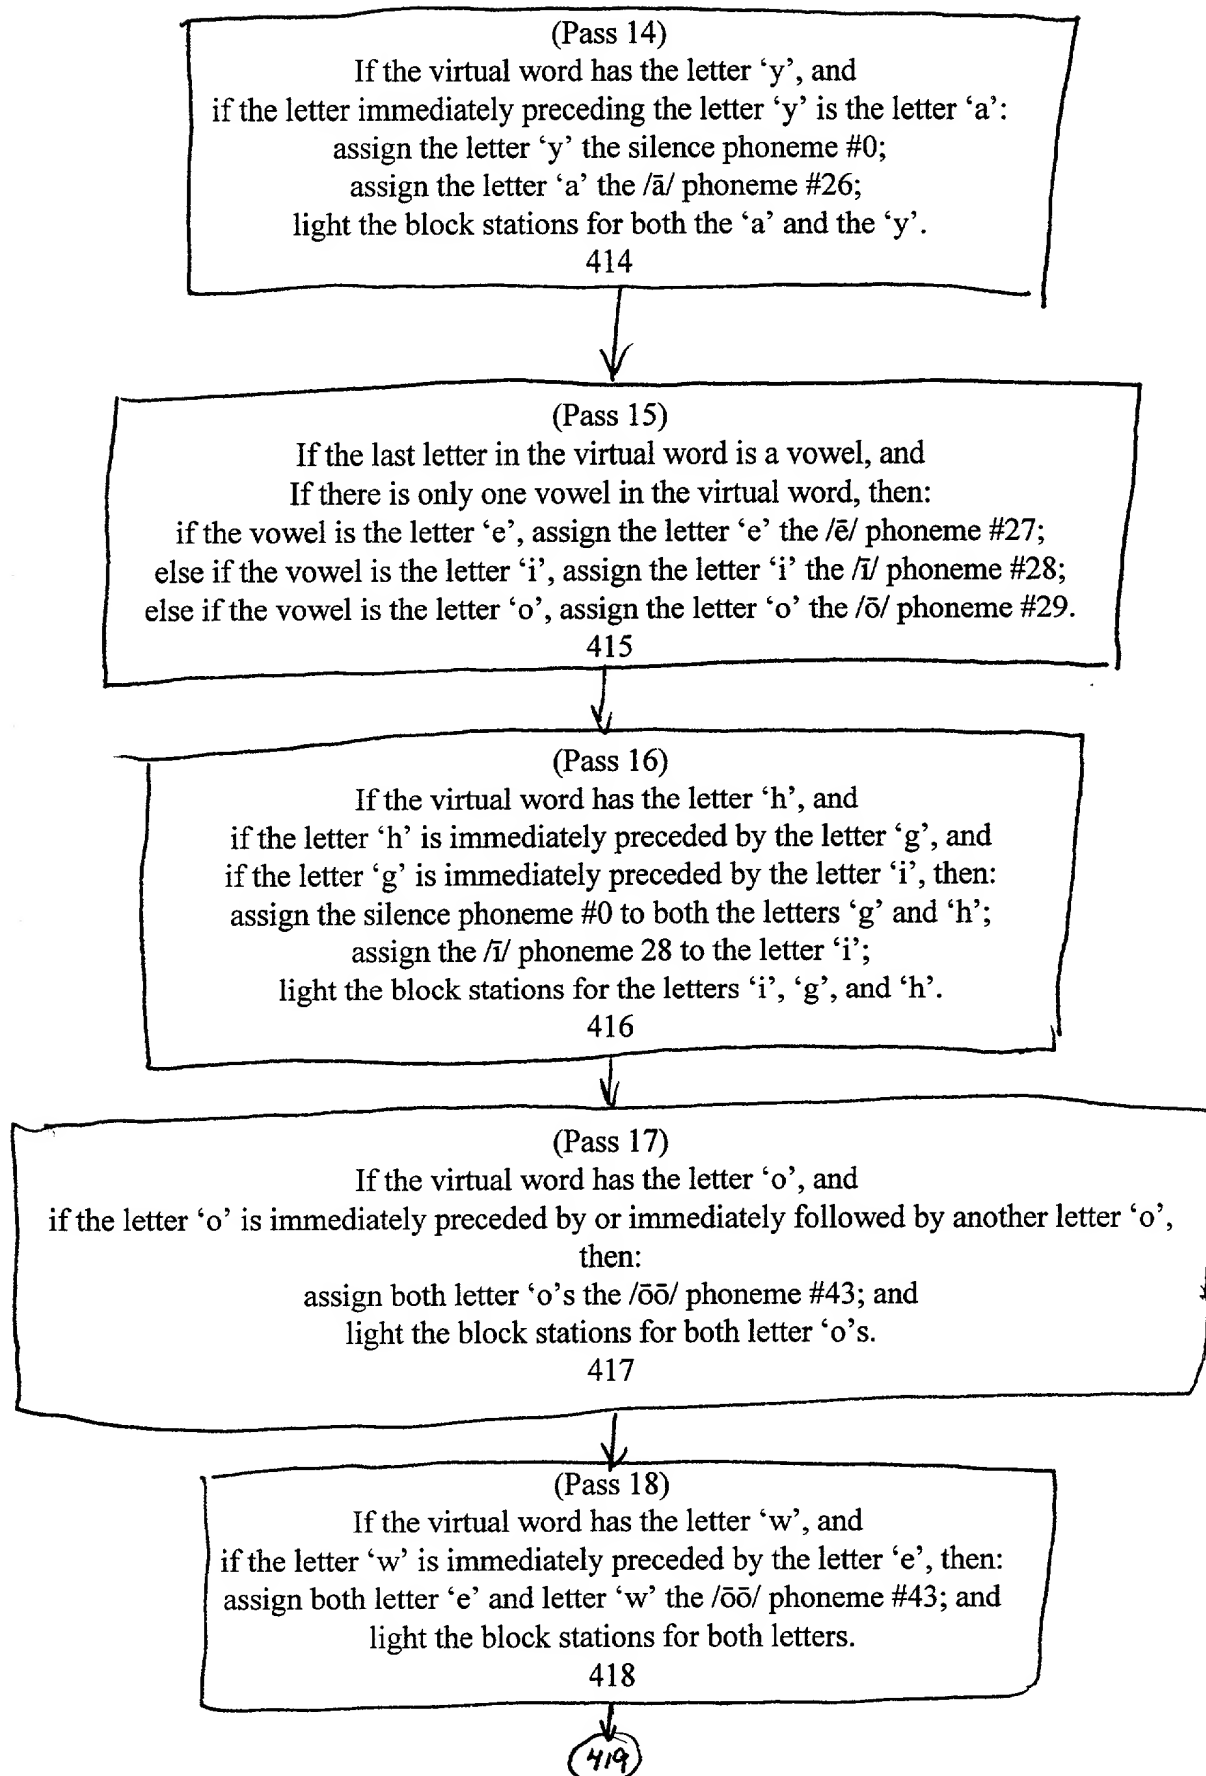 (Pass 14)
If the virtual word has the letter ‘y’, and
if the letter immediately preceding the letter ‘y’ is the letter ‘a’:
assign the letter ‘y’ the silence phoneme #0;
assign the letter ‘a’ the /ā/ phoneme #26;
light the block stations for both the ‘a’ and the ‘y’.
414
(Pass 15)
If the last letter in the virtual word is a vowel, and
If there is only one vowel in the virtual word, then:
if the vowel is the letter ‘e’, assign the letter ‘e’ the /ē/ phoneme #27;
else if the vowel is the letter ‘i’, assign the letter ‘i’ the /ī/ phoneme #28;
else if the vowel is the letter ‘o’, assign the letter ‘o’ the /ō/ phoneme #29.
415
(Pass 16)
If the virtual word has the letter ‘h’, and
if the letter ‘h’ is immediately preceded by the letter ‘g’, and
if the letter ‘g’ is immediately preceded by the letter ‘i’, then:
assign the silence phoneme #0 to both the letters ‘g’ and ‘h’;
assign the /ī/ phoneme 28 to the letter ‘i’;
light the block stations for the letters ‘i’, ‘g’, and ‘h’.
416
(Pass 17)
If the virtual word has the letter ‘o’, and
if the letter ‘o’ is immediately preceded by or immediately followed by another letter ‘o’,
then:
assign both letter ‘o’s the /ōō/ phoneme #43; and
light the block stations for both letter ‘o’s.
417
(Pass 18)
If the virtual word has the letter ‘w’, and
if the letter ‘w’ is immediately preceded by the letter ‘e’, then:
assign both letter ‘e’ and letter ‘w’ the /ōō/ phoneme #43; and
light the block stations for both letters.
418
419